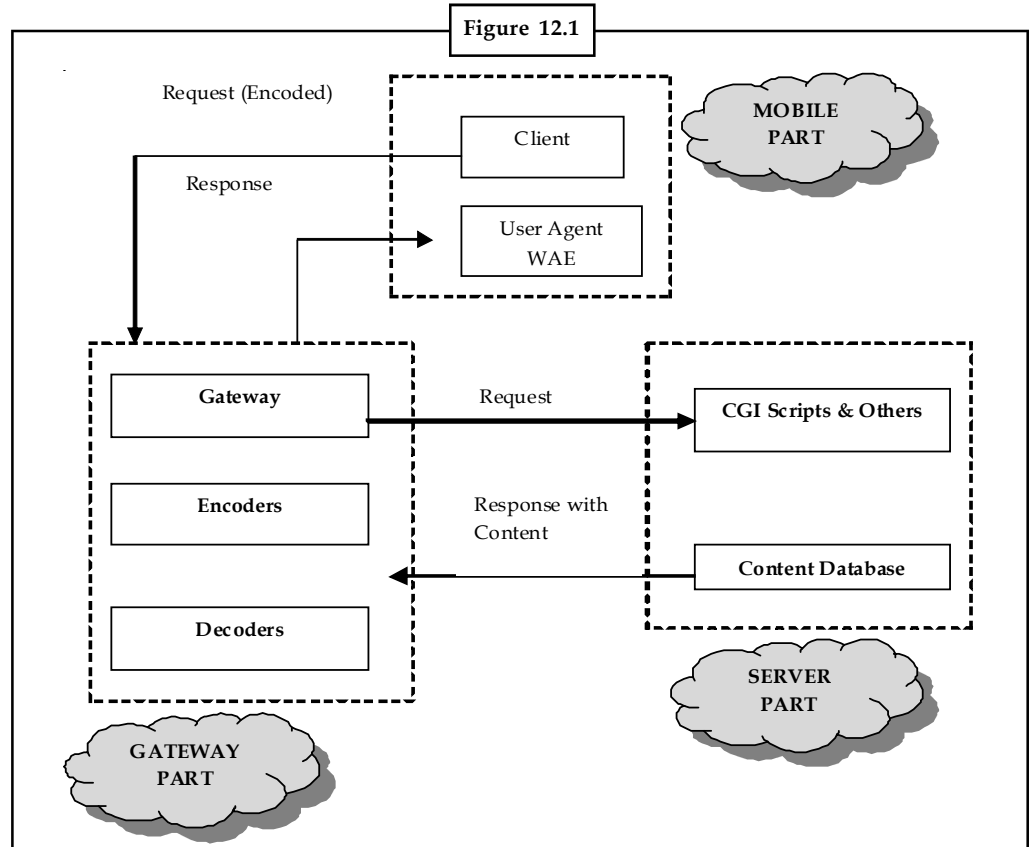 Figure 12.1
Request (Encoded)
Client
MOBILE
PART
Response
User Agent
WAE
Gateway
Request
CGI Scripts & Others
Encoders
Response with
Content
Content Database
Decoders
SERVER
PART
GATEWAY
PART